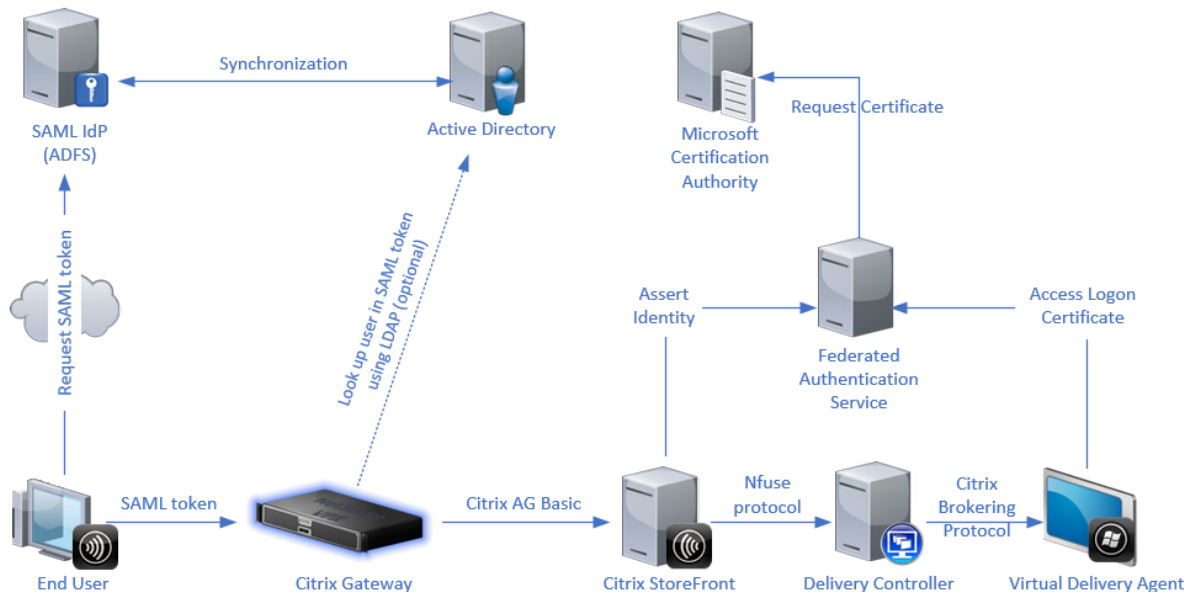 Synchronization
SAML IdP
(ADFS)
Active Directory
Request Certificate
Microsoft
Certification
Authority
Request SAML token
Look up user in SAML token
using LDAP (optional)
Assert
Identity
Access Logon
Certificate
Federated
Authentication
Service
SAML token
Citrix AG Basic
Nfuse
protocol
Citrix
Brokering
Protocol
End User
Citrix Gateway
Citrix StoreFront
Delivery Controller
Virtual Delivery Agent